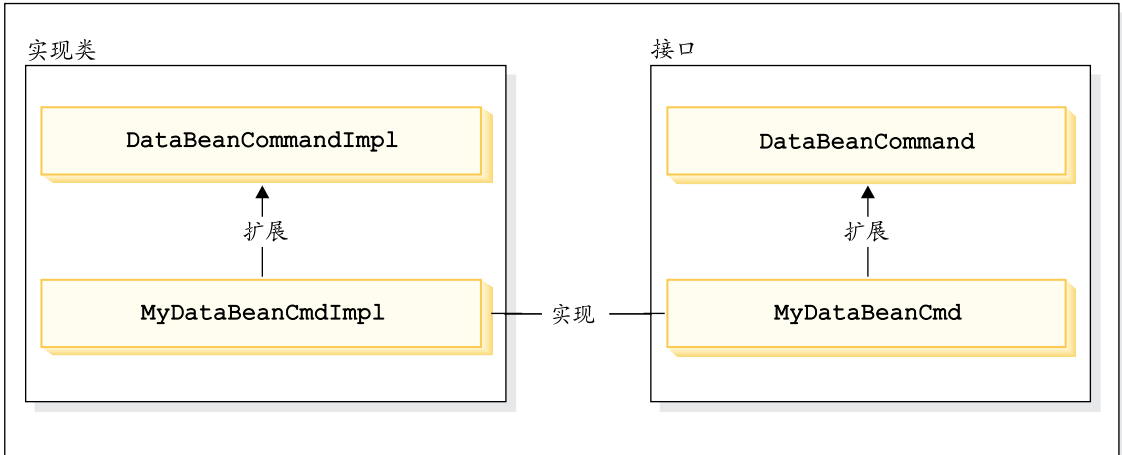 实现类
接口
DataBeanCommandImpl
DataBeanCommand
扩展
扩展
MyDataBeanCmdImpl
实现
MyDataBeanCmd